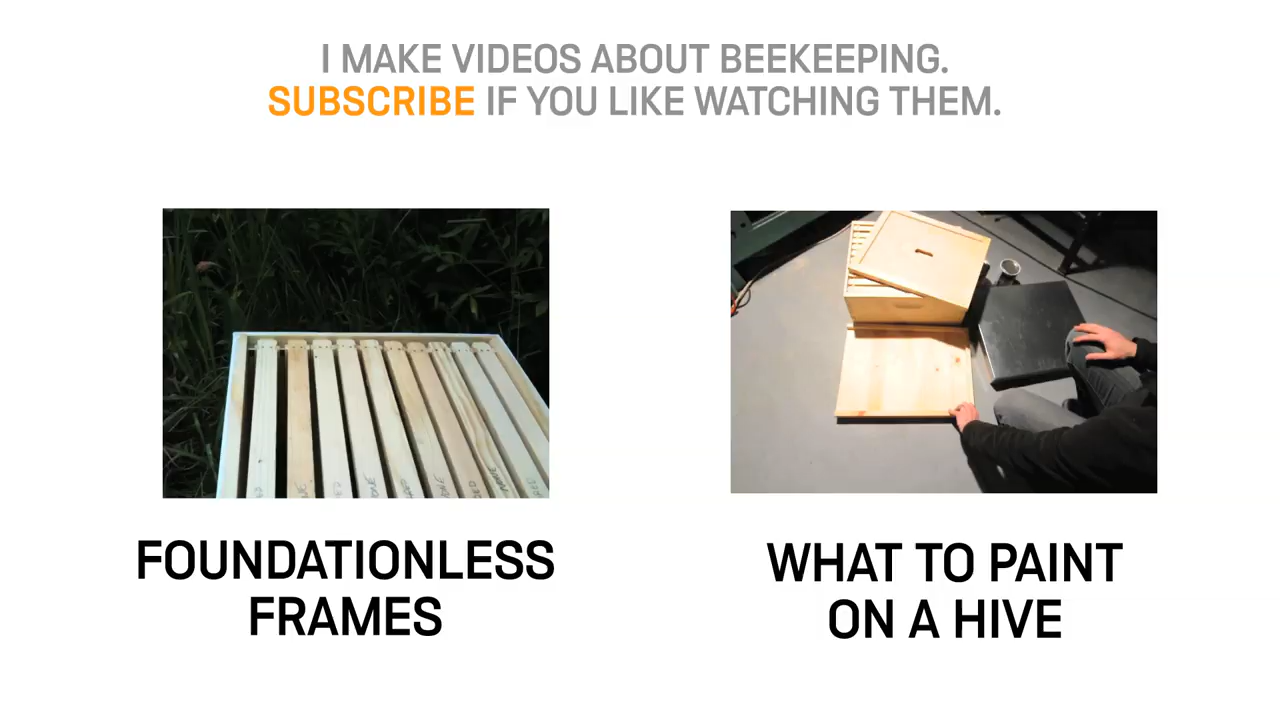 I MAKE VIDEOS ABOUT BEEKEEPING.
SUBSCRIBE IF YOU LIKE WATCHING THEM.
FOUNDATIONLESS
FRAMES
WHAT TO PAINT
ON A HIVE